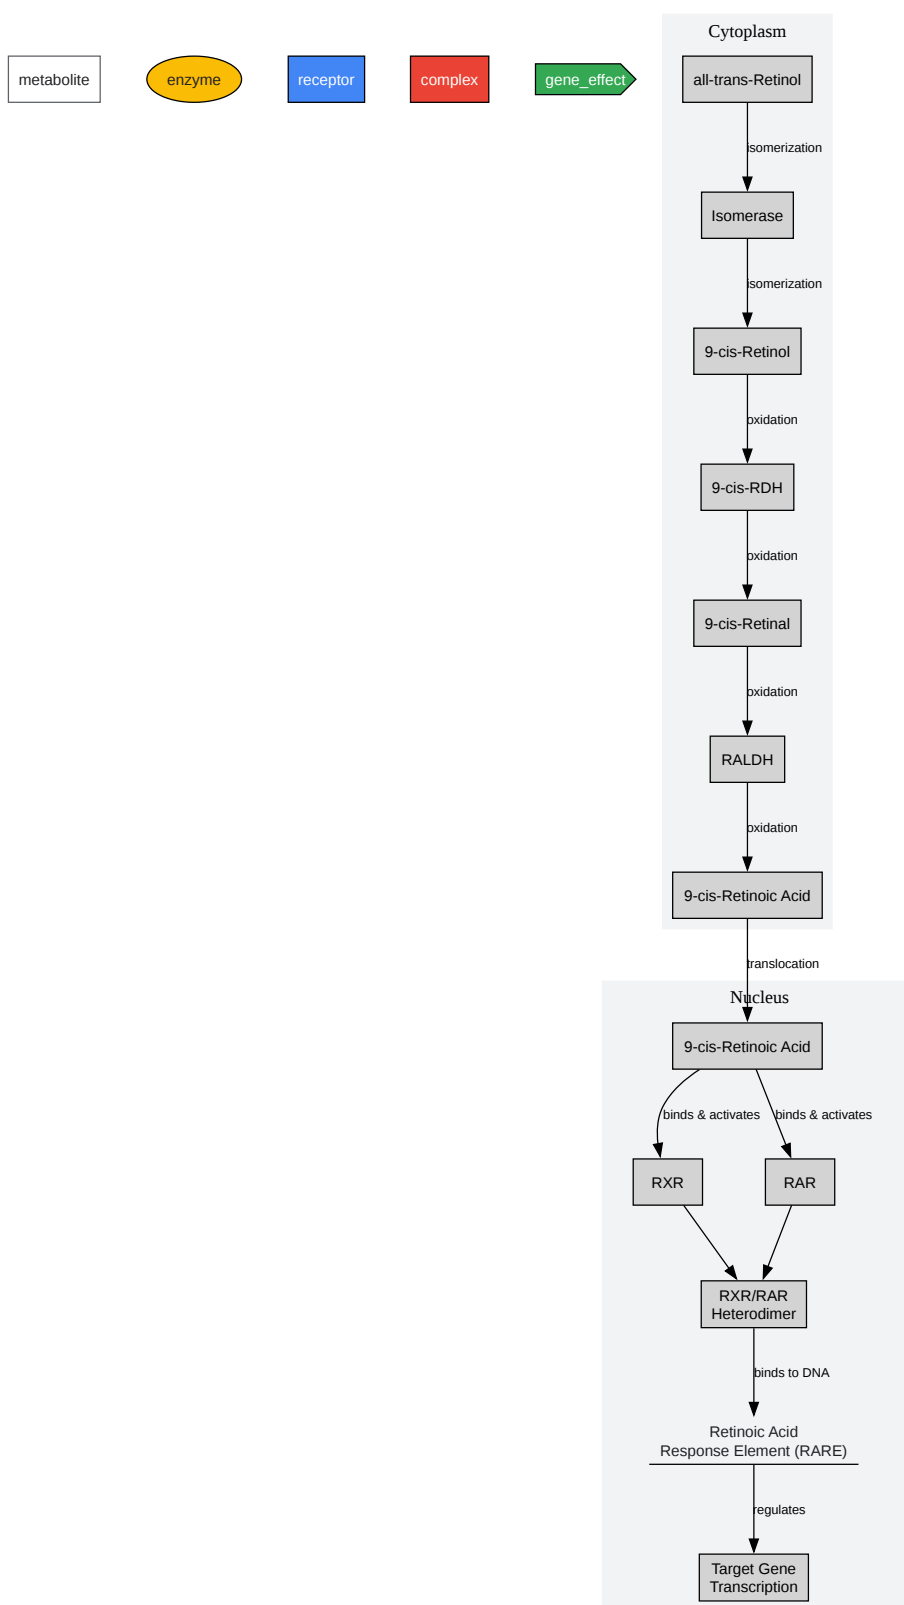 Cytoplasm
metabolite
enzyme
receptor
complex
gene_effect
all-trans-Retinol
isomerization
Isomerase
isomerization
9-cis-Retinol
oxidation
9-cis-RDH
oxidation
9-cis-Retinal
oxidation
RALDH
oxidation
9-cis-Retinoic Acid
translocation
Nucleus
9-cis-Retinoic Acid
binds & activates
binds & activates
RXR
RAR
RXR/RAR
Heterodimer
binds to DNA
Retinoic Acid
Response Element (RARE)
regulates
Target Gene
Transcription